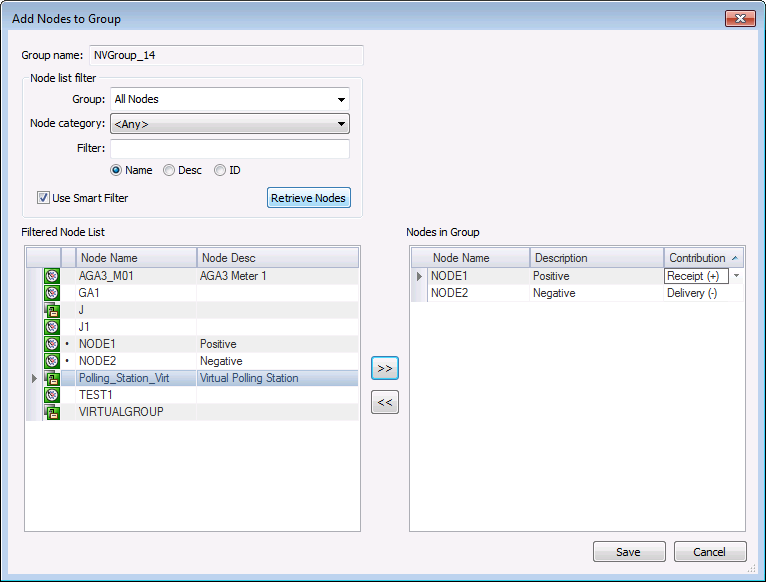 Add Nodes to Group
Group name: NVGroup_14
Node list filter
Group: All Nodes
Node category: <Any>
Filter:
Name Desc ID
Use Smart Filter Retrieve Nodes
Filtered Node List
Node Name Node Desc
AGA3_M01 AGA3 Meter 1
GA1
J
J1
NODE1 Positive
NODE2 Negative
Polling_Station_Virt Virtual Polling Station
TEST1
VIRTUALGROUP
>>
<<
Nodes in Group
Node Name Description Contribution
NODE1 Positive Receipt (+)
NODE2 Negative Delivery (-)
Save Cancel